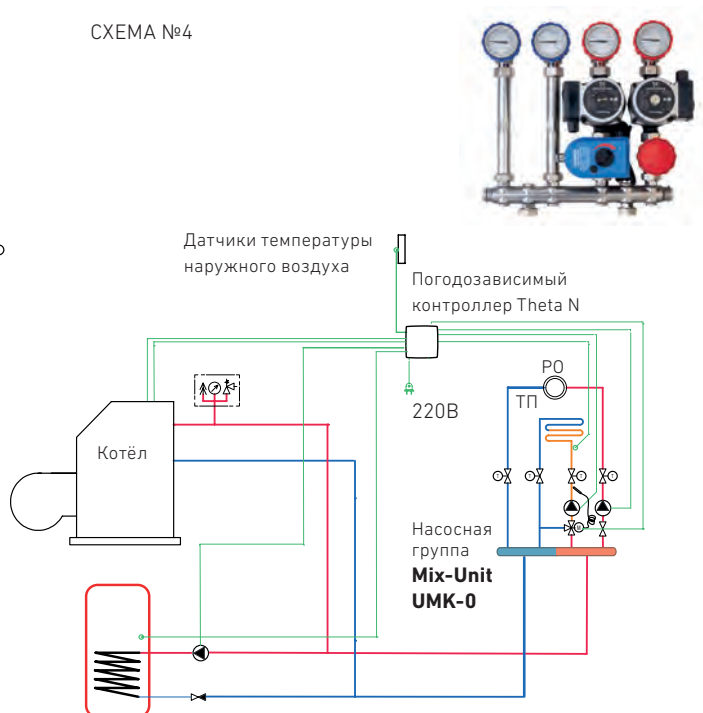 СХЕМА №4
Датчики температуры
наружного воздуха
Погодозависимый
контроллер Theta N
220В
РО
ТП
Котёл
Т
Т
Т
Т
М
Насосная
группа
Mix-Unit
UMK-0